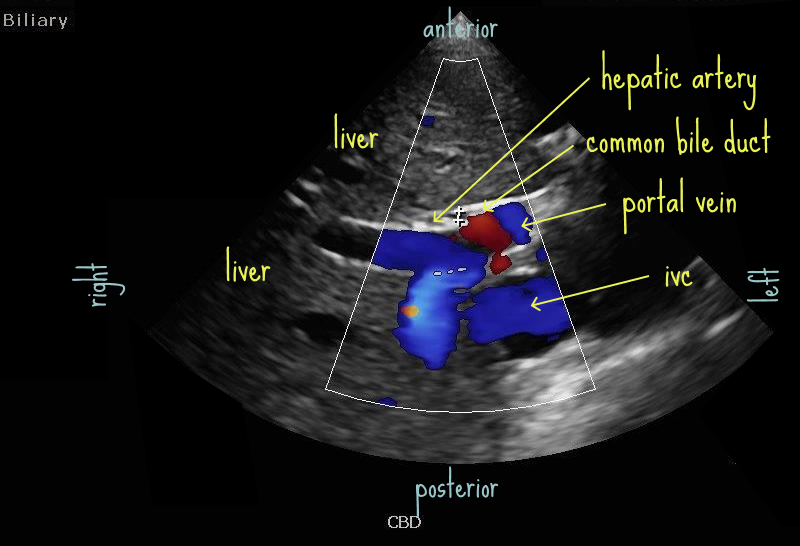 Biliary
anterior
hepatic artery
liver
common bile duct
portal vein
liver
right
left
ivc
posterior
CBD